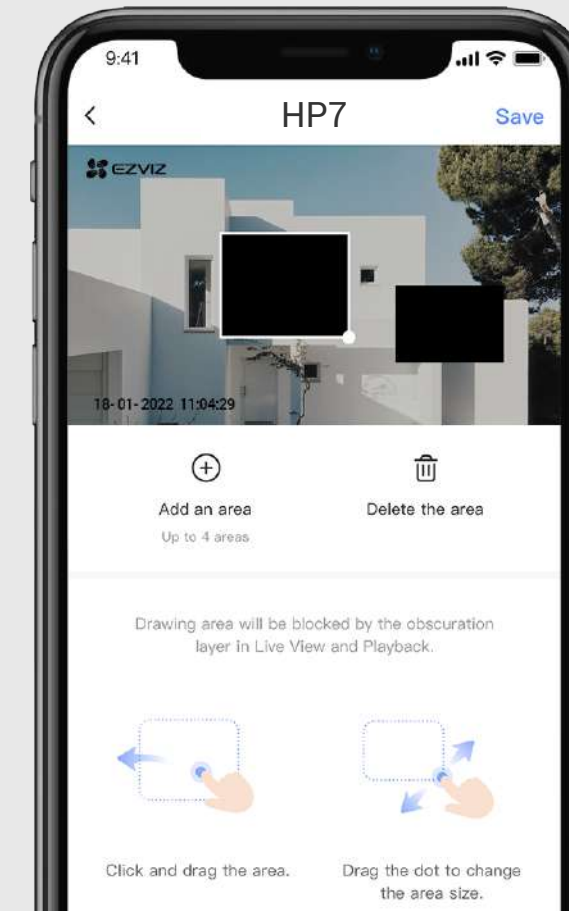 9:41
HP7
Save
EZVIZ
18-01-2022 11:04:29
Add an area
Delete the area
Up to 4 areas
Drawing area will be blocked by the obscuration
layer in Live View and Playback.
Click and drag the area.
Drag the dot to change
the area size.